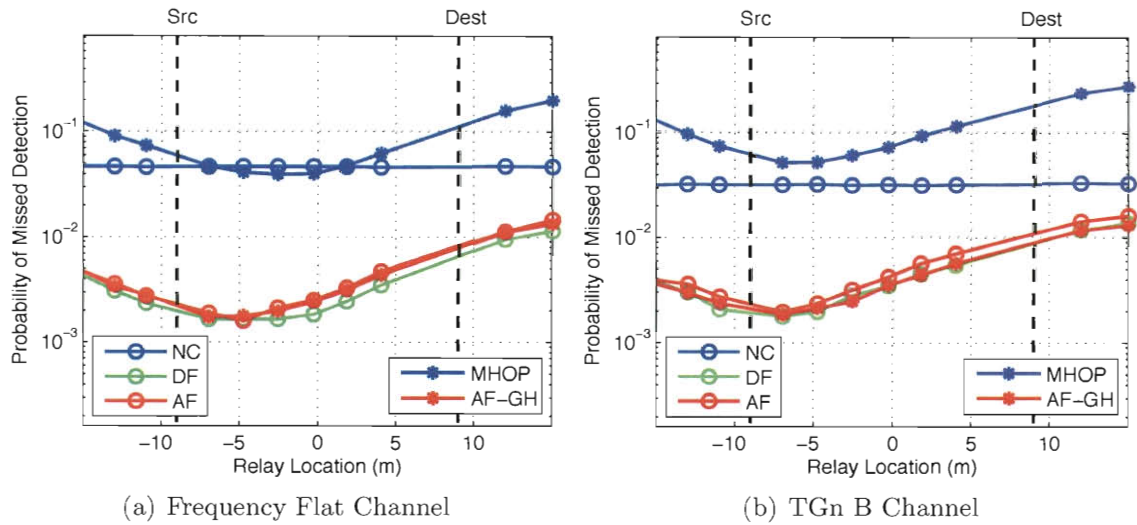 Src Dest
Probability of Missed Detection
10⁻¹
10⁻²
10⁻³
NC
DF
AF
MHOP
AF-GH
−10 −5 0 5 10
Relay Location (m)
(a) Frequency Flat Channel
Src Dest
Probability of Missed Detection
10⁻¹
10⁻²
10⁻³
NC
DF
AF
MHOP
AF-GH
−10 −5 0 5 10
Relay Location (m)
(b) TGn B Channel